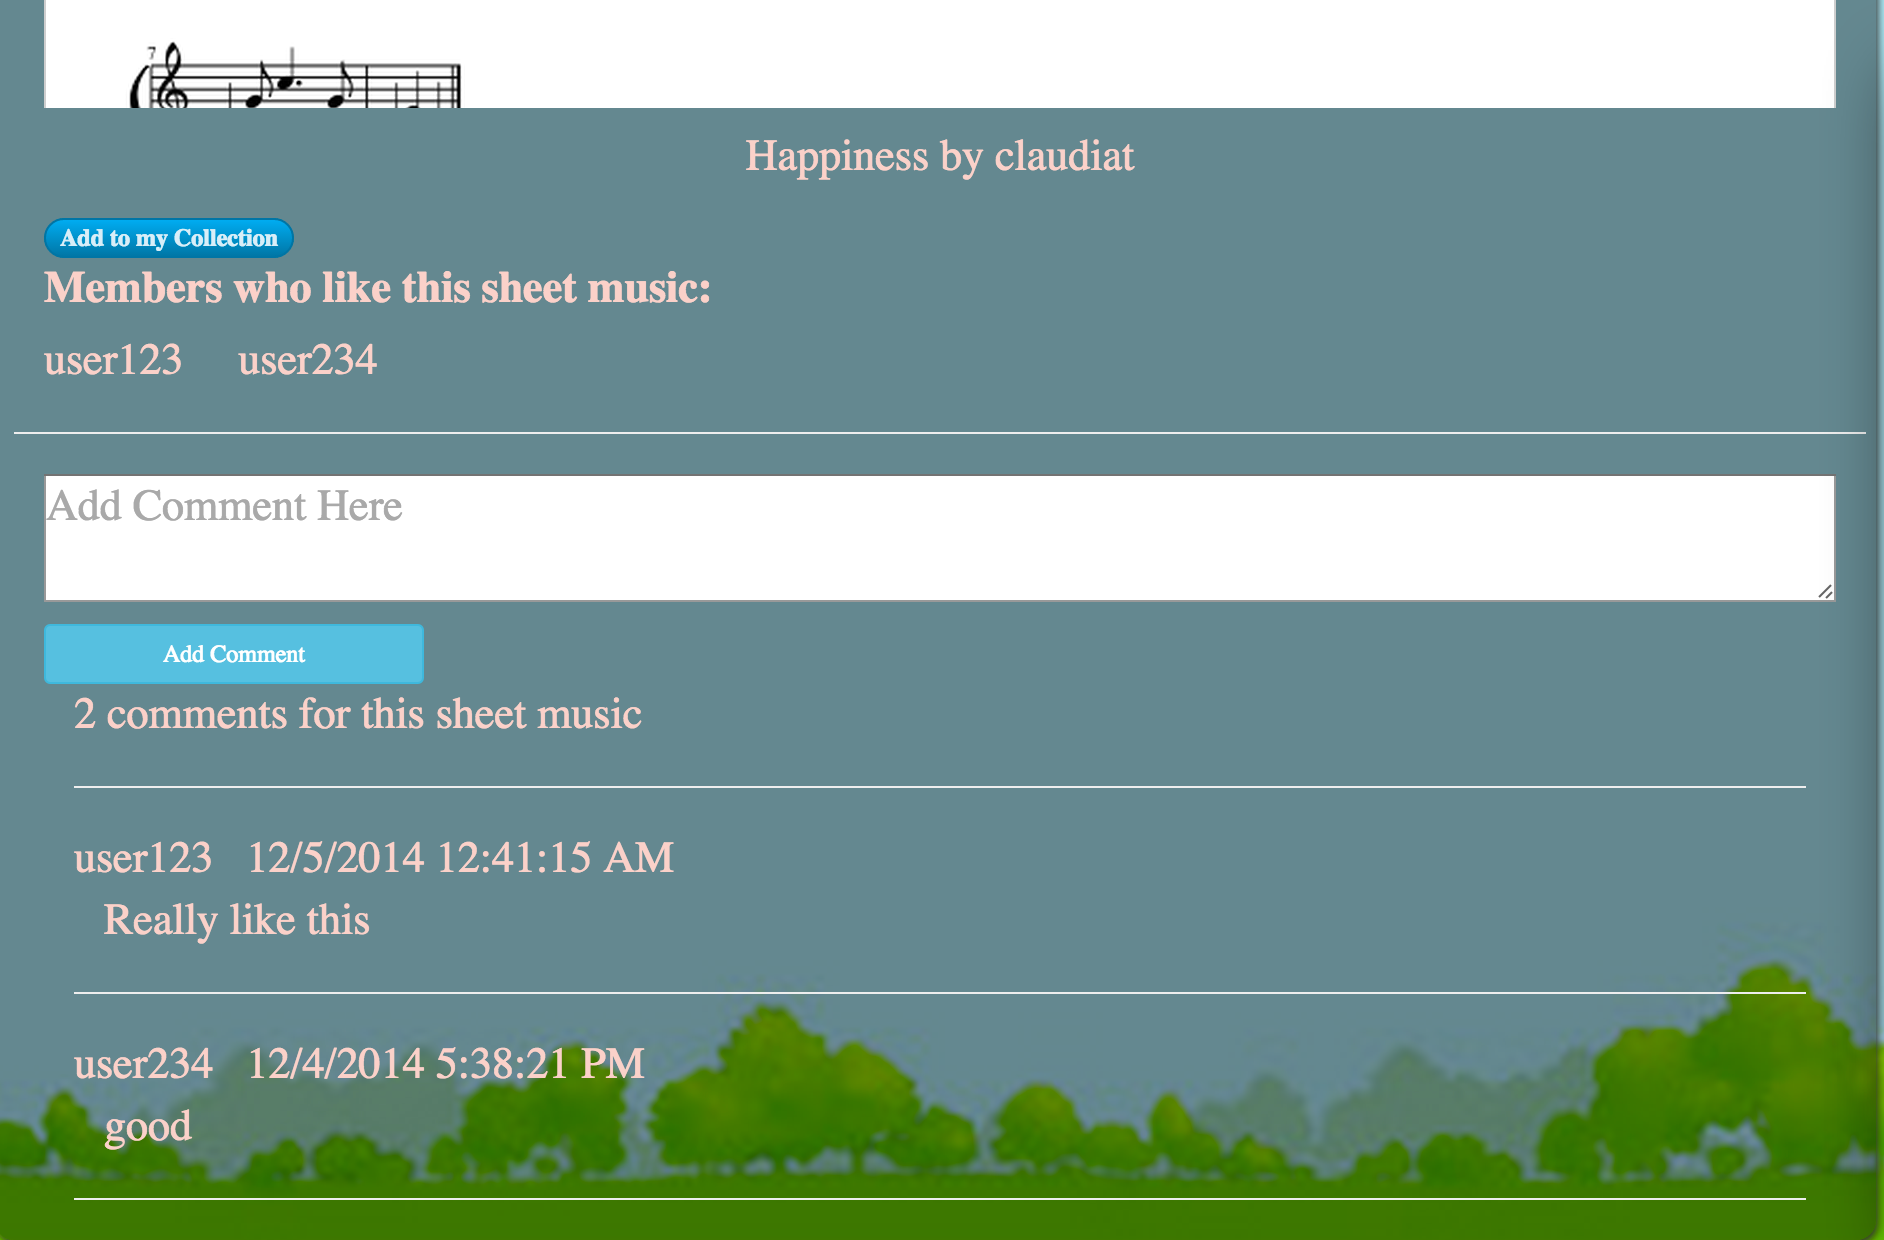 7
Happiness by claudiat
Add to my Collection
Members who like this sheet music:
user123 user234
Add Comment Here
Add Comment
2 comments for this sheet music
user123 12/5/2014 12:41:15 AM
Really like this
user234 12/4/2014 5:38:21 PM
good